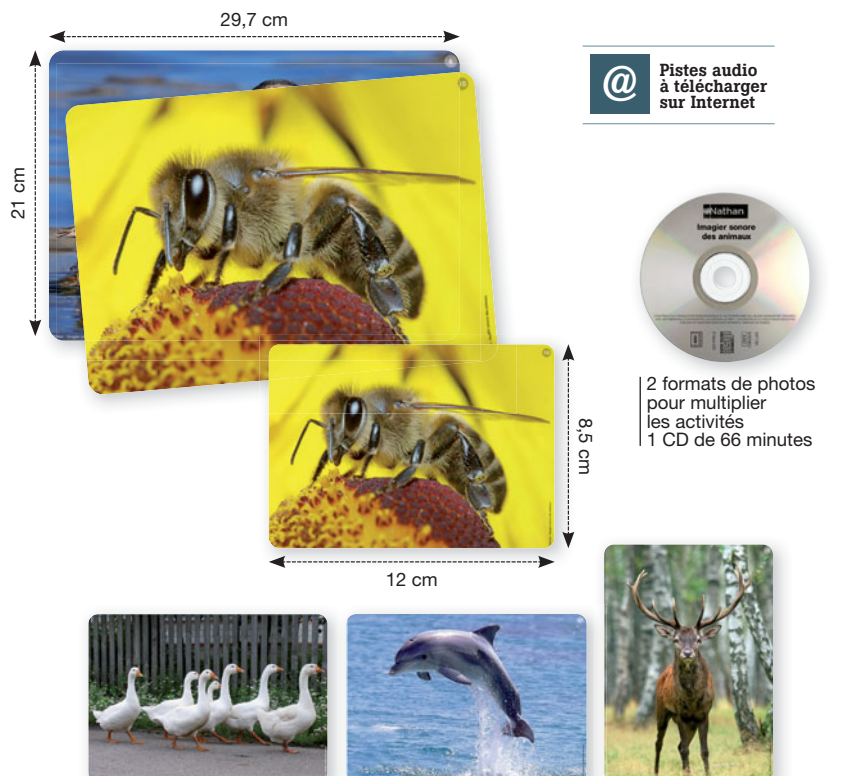 29,7 cm
21 cm
@
Pistes audio
à télécharger
sur Internet
Nathan
Imagier sonore
des animaux
2 formats de photos
pour multiplier
les activités
1 CD de 66 minutes
8,5 cm
12 cm